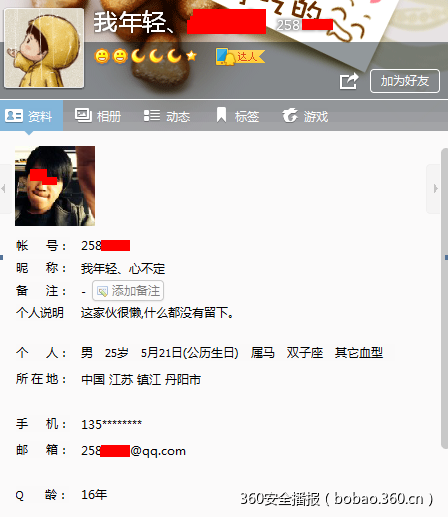 我年轻、 258
达人
加为好友
资料 相册 动态 标签 游戏
帐 号： 258
昵 称： 我年轻、心不定
备 注： - 添加备注
个人说明 这家伙很懒,什么都没有留下。
个 人： 男 25岁 5月21日(公历生日) 属马 双子座 其它血型
所在地： 中国 江苏 镇江 丹阳市
手 机： 135********
邮 箱： 258 @qq.com
Q 龄： 16年
360安全播报（bobao.360.cn）